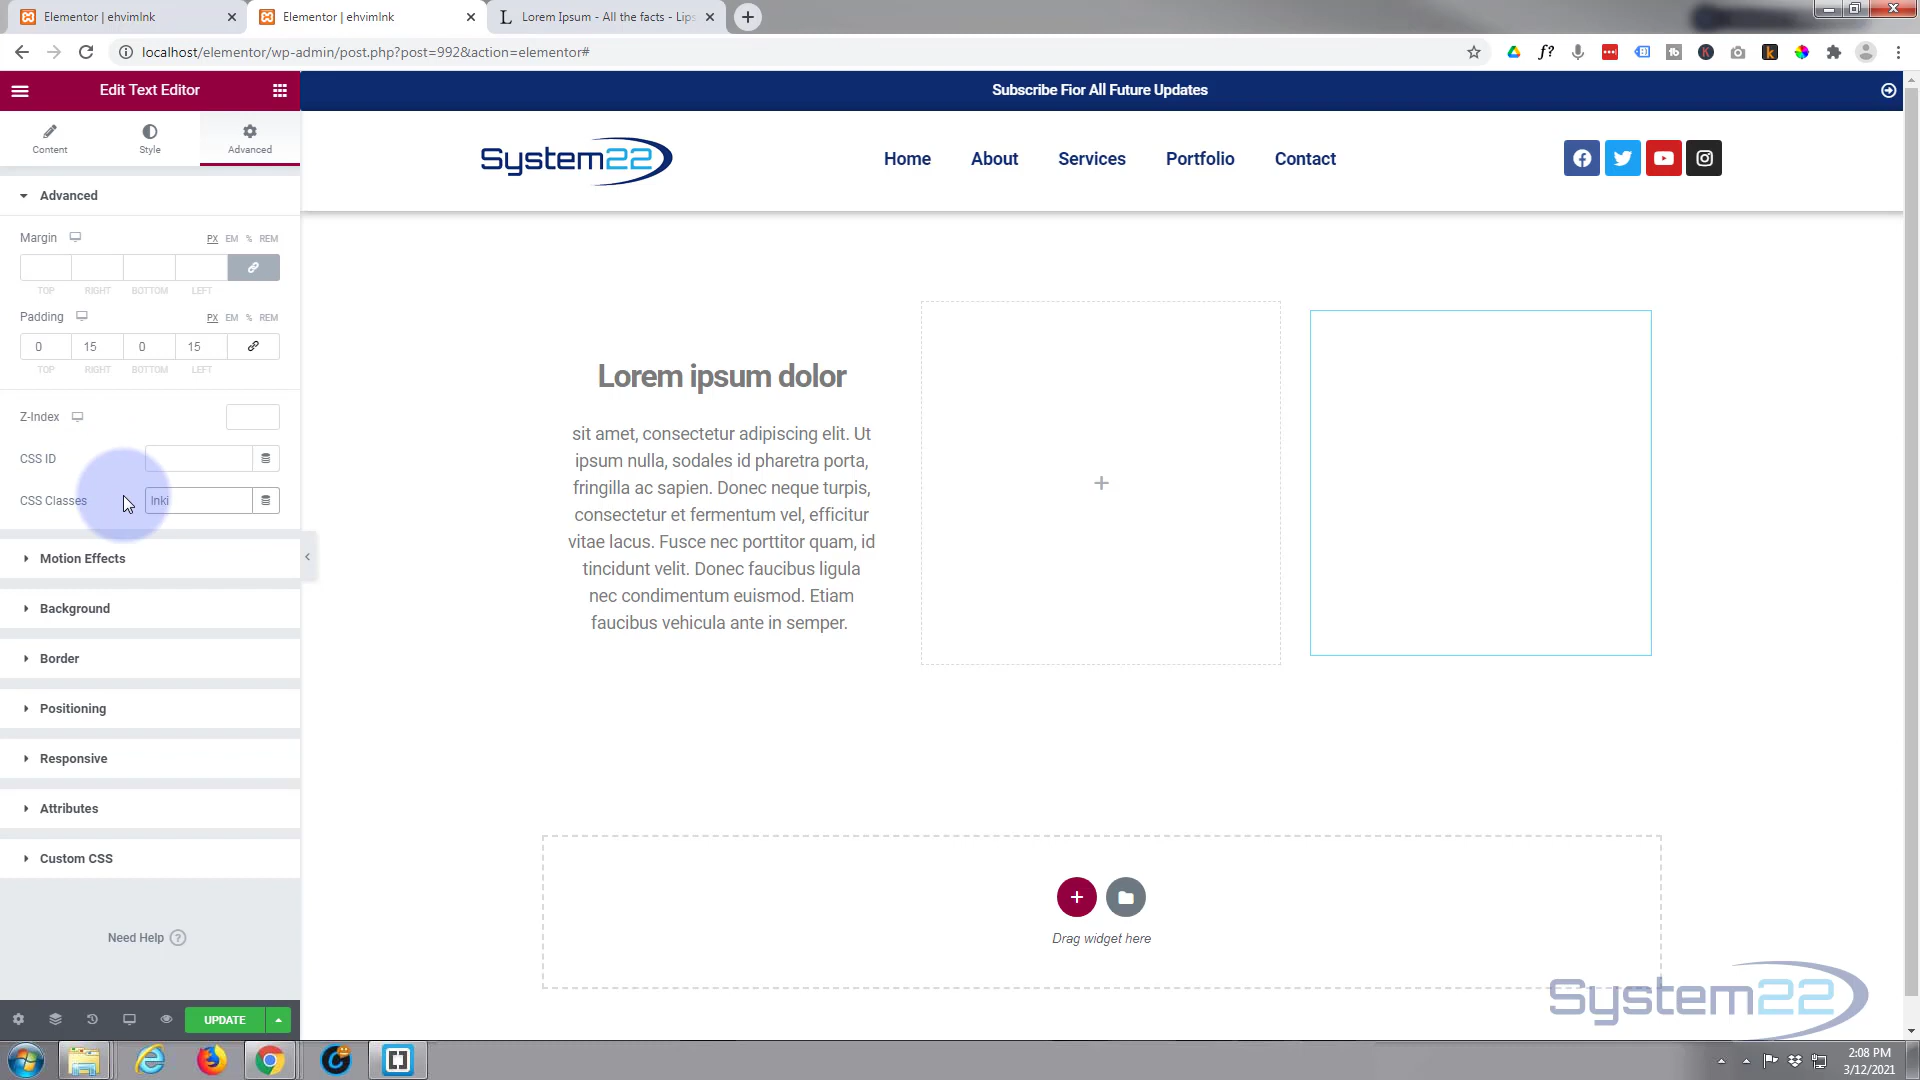 Elementor | ehvimlnk
Elementor | ehvimlnk
Lorem Ipsum - All the facts - Lips
localhost/elementor/wp-admin/post.php?post=992&action=elementor#
Edit Text Editor
Subscribe Fior All Future Updates
Content
Style
Advanced
System22
Home
About
Services
Portfolio
Contact
Advanced
Margin
PX EM % REM
TOP RIGHT BOTTOM LEFT
Padding
PX EM % REM
0 15 0 15
TOP RIGHT BOTTOM LEFT
Z-Index
CSS ID
CSS Classes
lnki
Motion Effects
Background
Border
Positioning
Responsive
Attributes
Custom CSS
Need Help ?
UPDATE
Lorem ipsum dolor
sit amet, consectetur adipiscing elit. Ut
ipsum nulla, sodales id pharetra porta,
fringilla ac sapien. Donec neque turpis,
consectetur et fermentum vel, efficitur
vitae lacus. Fusce nec porttitor quam, id
tincidunt velit. Donec faucibus ligula
nec condimentum euismod. Etiam
faucibus vehicula ante in semper.
Drag widget here
System22
2:08 PM
3/12/2021